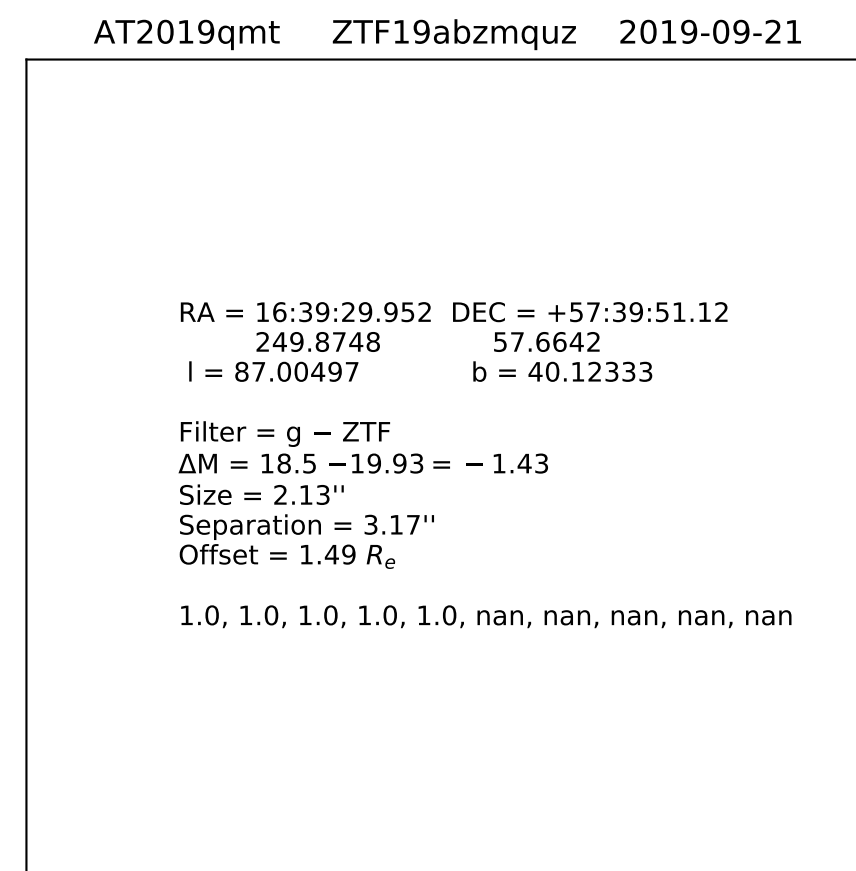 AT2019qmt ZTF19abzmquz 2019-09-21
RA = 16:39:29.952 DEC = +57:39:51.12
249.8748 57.6642
l = 87.00497 b = 40.12333
Filter = g − ZTF
ΔM = 18.5 −19.93 = − 1.43
Size = 2.13''
Separation = 3.17''
Offset = 1.49 Re
1.0, 1.0, 1.0, 1.0, 1.0, nan, nan, nan, nan, nan